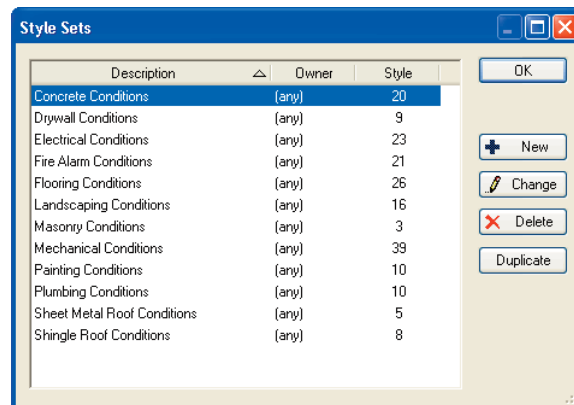 Style Sets
Description Owner Style
Concrete Conditions (any) 20
Drywall Conditions (any) 9
Electrical Conditions (any) 23
Fire Alarm Conditions (any) 21
Flooring Conditions (any) 26
Landscaping Conditions (any) 16
Masonry Conditions (any) 3
Mechanical Conditions (any) 39
Painting Conditions (any) 10
Plumbing Conditions (any) 10
Sheet Metal Roof Conditions (any) 5
Shingle Roof Conditions (any) 8
OK
New
Change
Delete
Duplicate